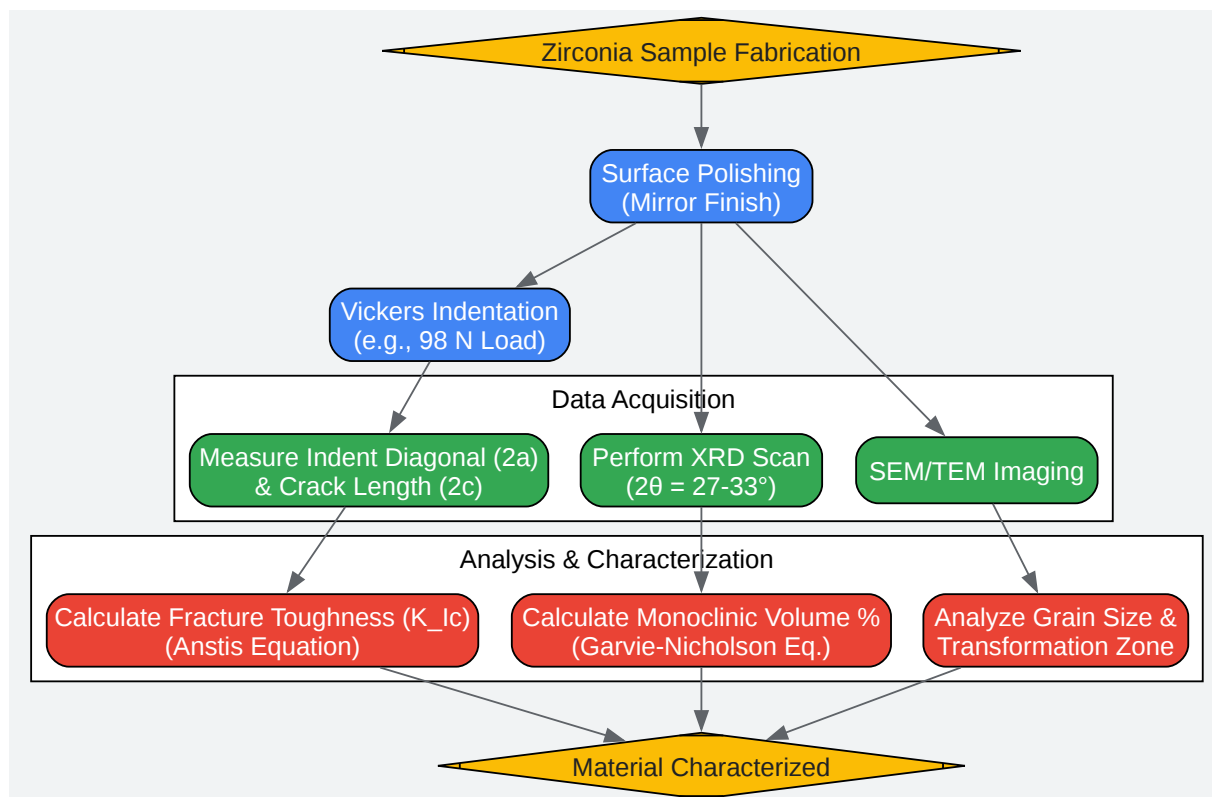 Zirconia Sample Fabrication
Surface Polishing
(Mirror Finish)
Vickers Indentation
(e.g., 98 N Load)
Data Acquisition
Measure Indent Diagonal (2a)
& Crack Length (2c)
Perform XRD Scan
(2θ = 27-33°)
SEM/TEM Imaging
Analysis & Characterization
Calculate Fracture Toughness (K_Ic)
(Anstis Equation)
Calculate Monoclinic Volume %
(Garvie-Nicholson Eq.)
Analyze Grain Size &
Transformation Zone
Material Characterized